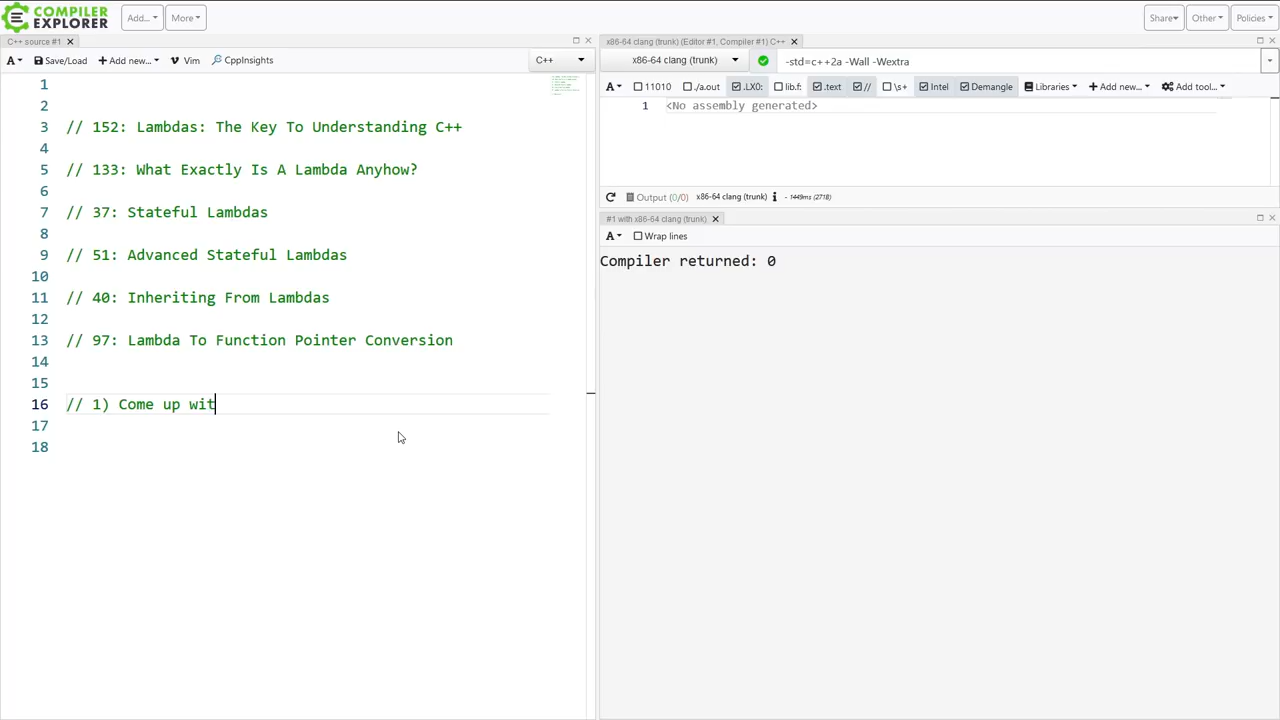 COMPILER EXPLORER
Add... More
Share Other Policies
C++ source #1
A Save/Load Add new... Vim CppInsights C++
1
2
3 // 152: Lambdas: The Key To Understanding C++
4
5 // 133: What Exactly Is A Lambda Anyhow?
6
7 // 37: Stateful Lambdas
8
9 // 51: Advanced Stateful Lambdas
10
11 // 40: Inheriting From Lambdas
12
13 // 97: Lambda To Function Pointer Conversion
14
15
16 // 1) Come up wit
17
18
x86-64 clang (trunk) (Editor #1, Compiler #1) C++
x86-64 clang (trunk) -std=c++2a -Wall -Wextra
A 11010 ./a.out .LX0: lib.f: .text // \s+ Intel Demangle Libraries Add new... Add tool...
1 <No assembly generated>
Output (0/0) x86-64 clang (trunk) i - 1449ms (271B)
#1 with x86-64 clang (trunk)
A Wrap lines
Compiler returned: 0